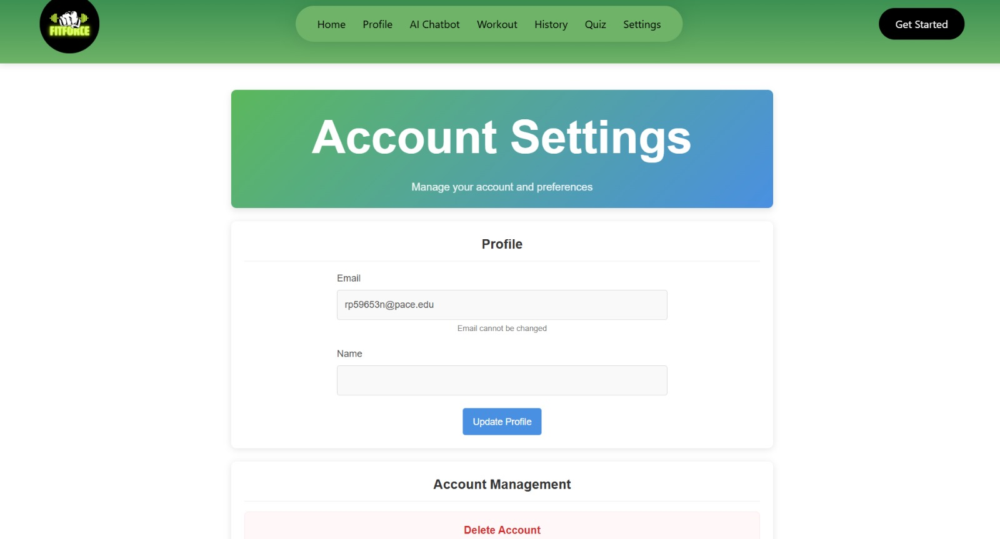 FITFORCE
Home Profile AI Chatbot Workout History Quiz Settings
Get Started
Account Settings
Manage your account and preferences
Profile
Email
rp59653n@pace.edu
Email cannot be changed
Name
Update Profile
Account Management
Delete Account